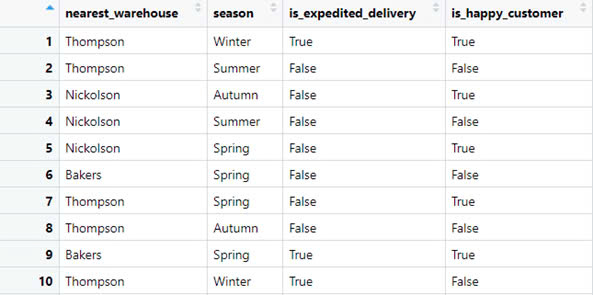 nearest_warehouse season is_expedited_delivery is_happy_customer
1 Thompson Winter True True
2 Thompson Summer False False
3 Nickolson Autumn False True
4 Nickolson Summer False False
5 Nickolson Spring False True
6 Bakers Spring False False
7 Thompson Spring False True
8 Thompson Autumn False False
9 Bakers Spring True True
10 Thompson Winter True False